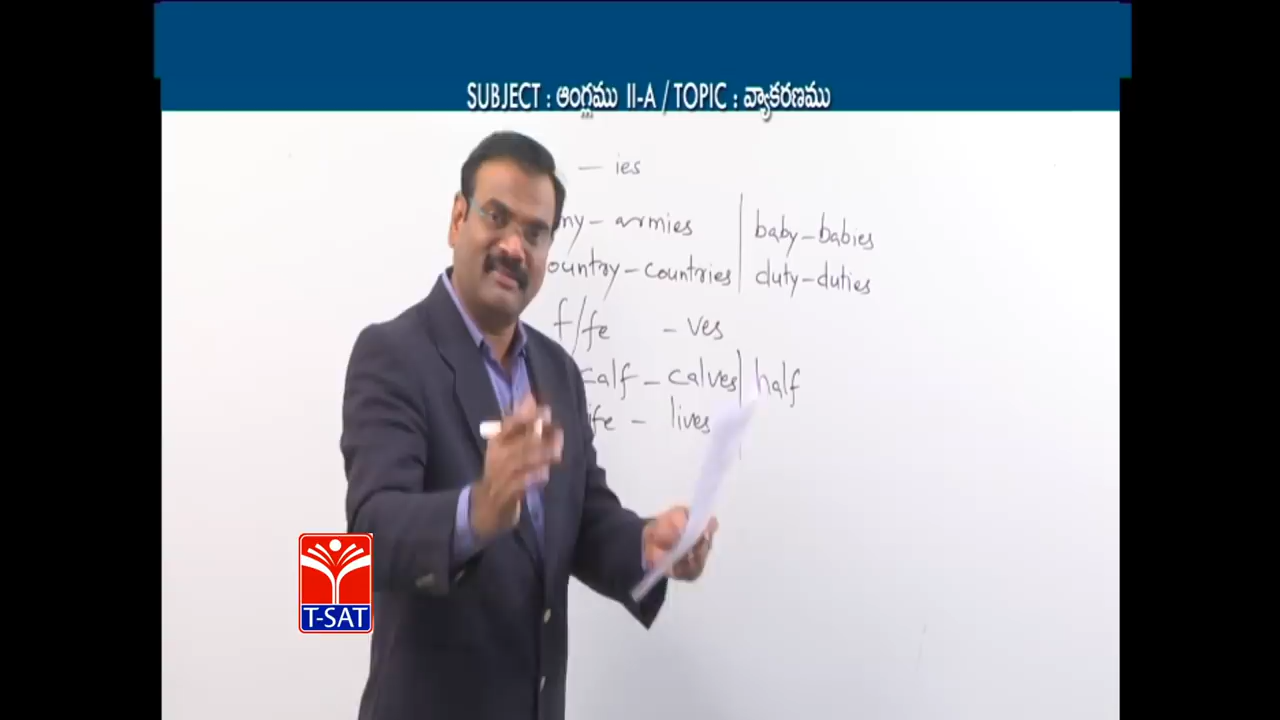 SUBJECT : ఆంగ్లము II-A / TOPIC : వ్యాకరణము
— ies
my – armies
baby – babies
ountry – countries
duty – duties
f/fe – ves
calf – calves
half
ife – lives
T-SAT